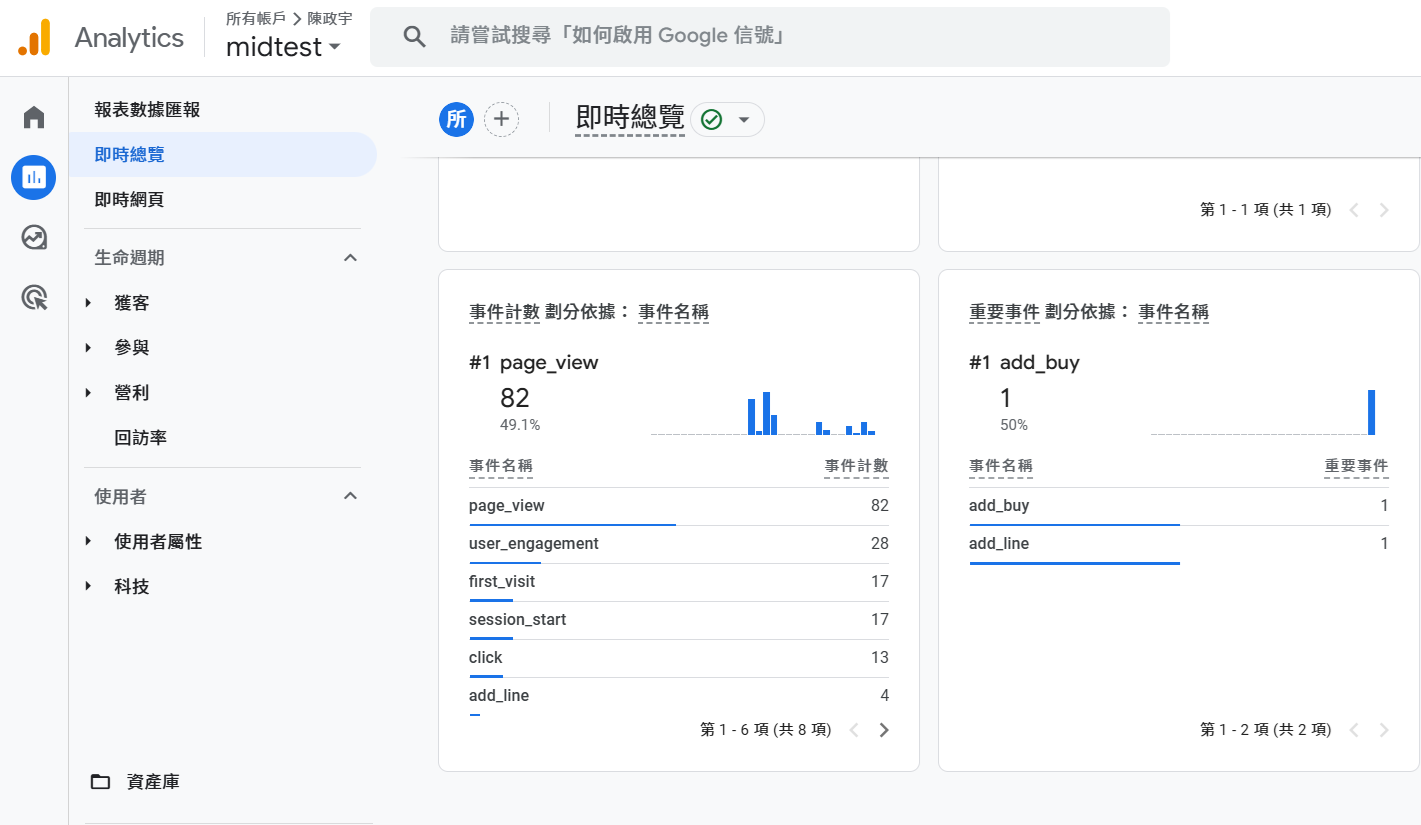 Analytics
所有帳戶 > 陳政宇
midtest
請嘗試搜尋「如何啟用 Google 信號」
報表數據匯報
即時總覽
即時網頁
生命週期
獲客
參與
營利
回訪率
使用者
使用者屬性
科技
資產庫
所
即時總覽
第 1 - 1 項 (共 1 項)
事件計數 劃分依據： 事件名稱
#1 page_view
82
49.1%
事件名稱 事件計數
page_view 82
user_engagement 28
first_visit 17
session_start 17
click 13
add_line 4
第 1 - 6 項 (共 8 項)
重要事件 劃分依據： 事件名稱
#1 add_buy
1
50%
事件名稱 重要事件
add_buy 1
add_line 1
第 1 - 2 項 (共 2 項)